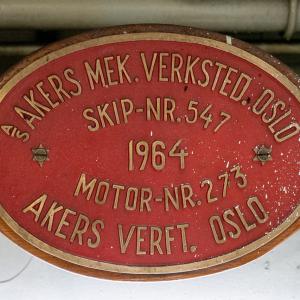 A/S AKERS MEK. VERKSTED. OSLO
SKIP-NR. 547
1964
MOTOR-NR. 273
AKERS VERFT. OSLO